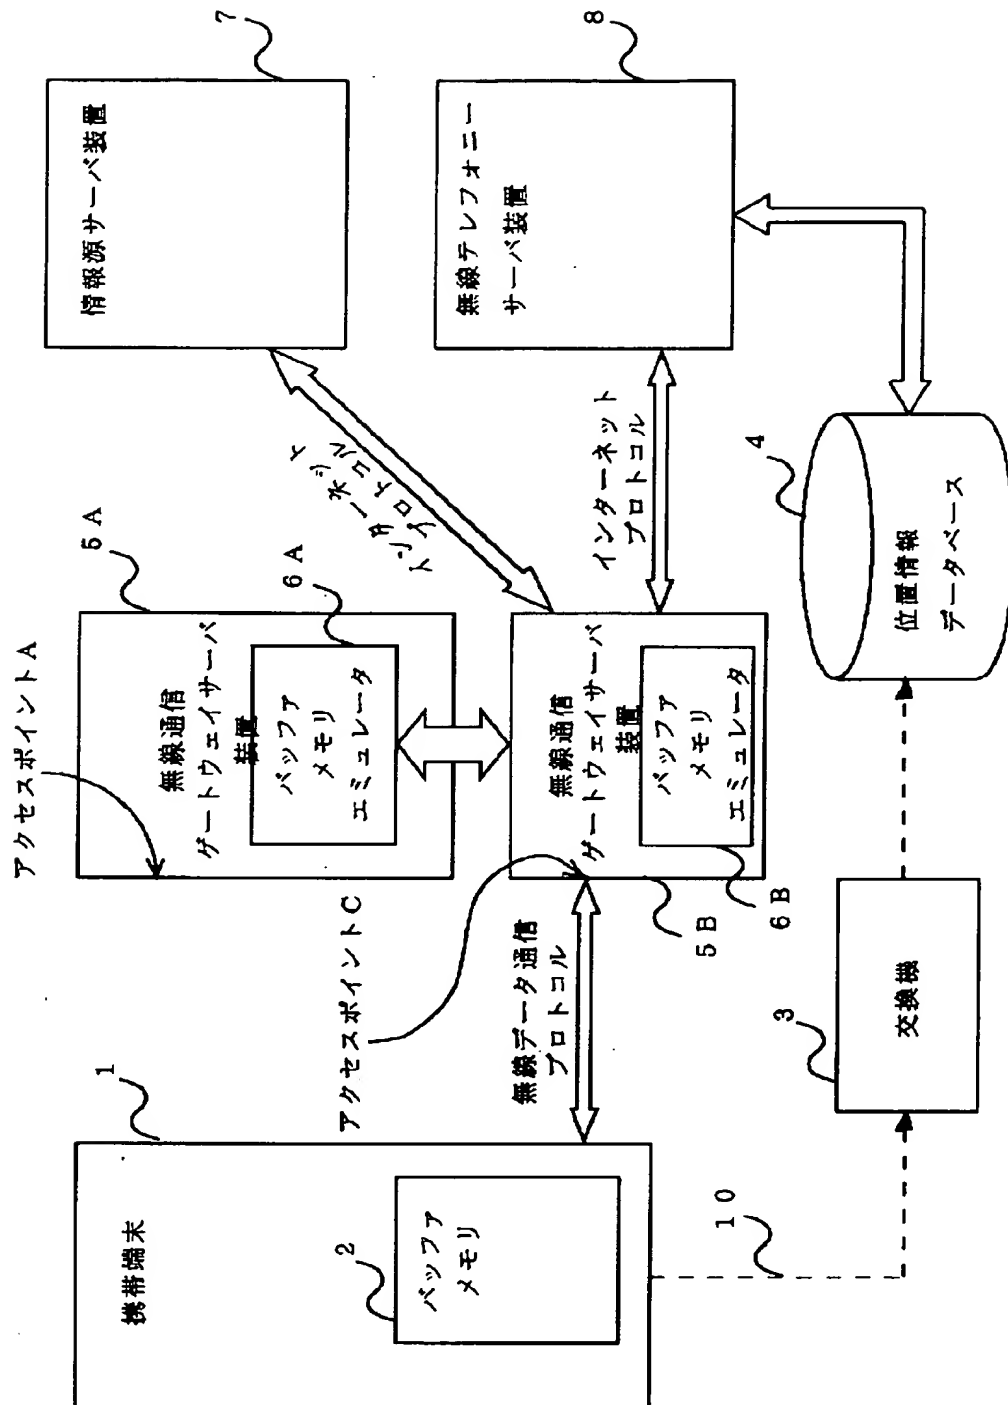 携帯端末
1
バッファ
メモリ
2
アクセスポイントA
5A
無線通信
ゲートウェイサーバ
装置
バッファ
メモリ
エミュレータ
6A
アクセスポイントC
無線データ通信
プロトコル
無線通信
ゲートウェイサーバ
装置
バッファ
メモリ
エミュレータ
5B
6B
インターネット
プロトコル
情報源サーバ装置
7
インターネット
プロトコル
無線テレフォニー
サーバ装置
8
10
交換機
3
位置情報
データベース
4